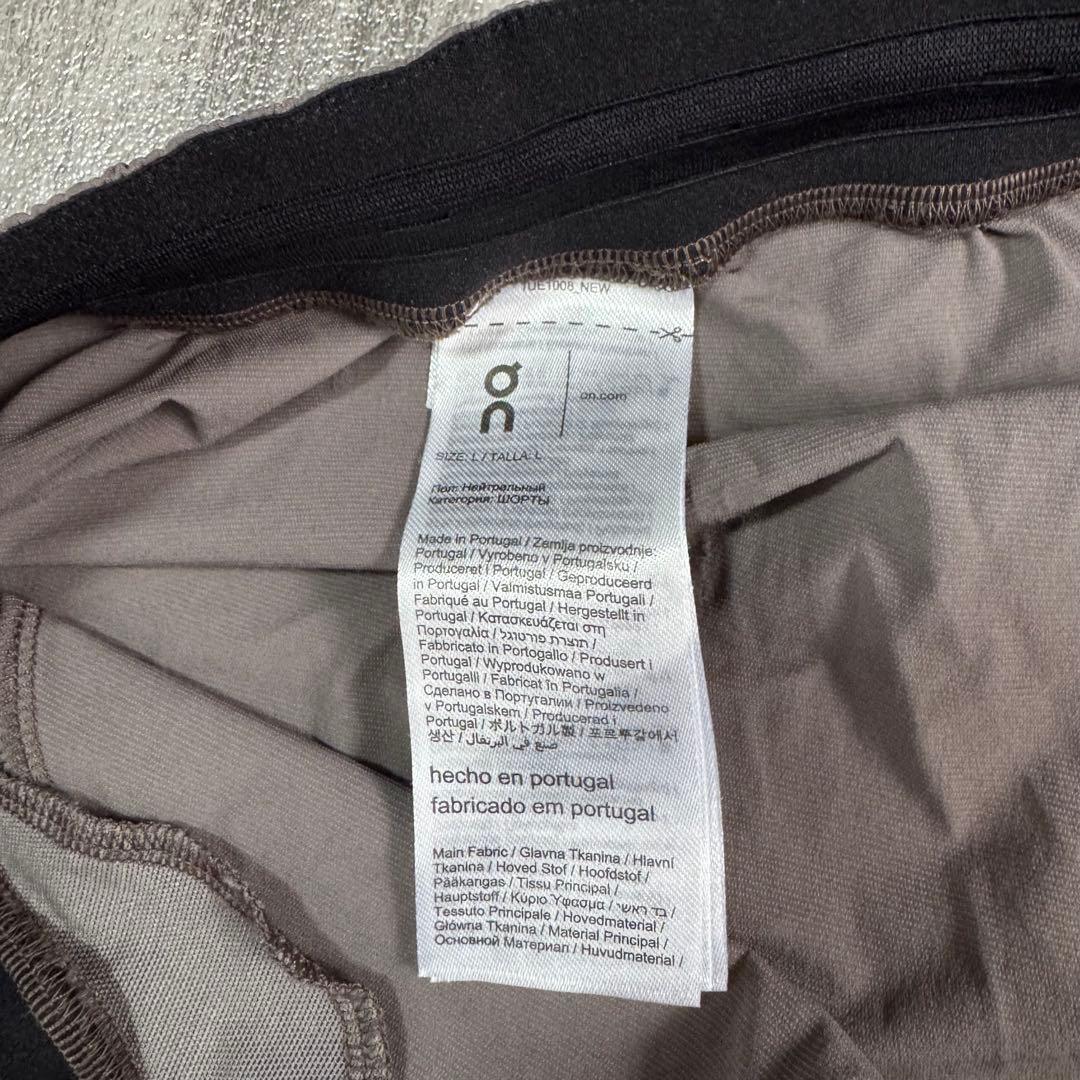 1UE1008_NEW
on
on.com
SIZE: L / TALLA: L
Пол: Нейтральный
категория: ШОРТЫ
Made in Portugal / Zemlja proizvodnje:
Portugal / Vyrobeno v Portugalsku /
Produceret i Portugal / Geproduceerd
in Portugal / Valmistusmaa Portugali /
Fabriqué au Portugal / Hergestellt in
Portugal / Κατασκευάζεται στη
Πορτογαλία / תוצרת פורטוגל /
Fabbricato in Portogallo / Produsert i
Portugal / Wyprodukowano w
Portugalii / Fabricat în Portugalia /
Сделано в Португалии / Proizvedeno
v Portugalskem / Producerad i
Portugal / ポルトガル製 / 포르투갈에서
생산 / صنع في البرتغال
hecho en portugal
fabricado em portugal
Main Fabric / Glavna Tkanina / Hlavní
Tkanina / Hoved Stof / Hoofdstof /
Pääkangas / Tissu Principal /
Hauptstoff / Κύριο Ύφασμα / בד ראשי /
Tessuto Principale / Hovedmaterial /
Główna Tkanina / Material Principal /
Основной Материал / Huvudmaterial /